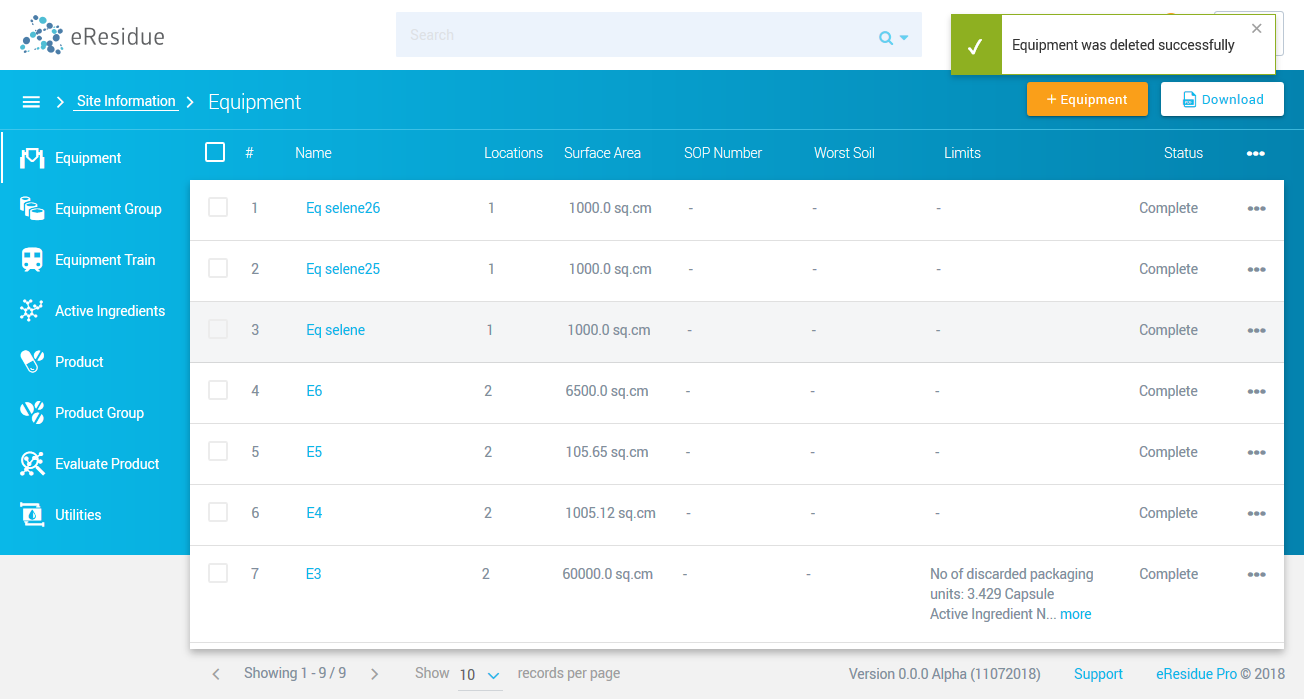 eResidue
Search
Equipment was deleted successfully
Site Information
Equipment
+ Equipment
Download
Equipment
Equipment Group
Equipment Train
Active Ingredients
Product
Product Group
Evaluate Product
Utilities
# Name Locations Surface Area SOP Number Worst Soil Limits Status
1 Eq selene26 1 1000.0 sq.cm - - - Complete
2 Eq selene25 1 1000.0 sq.cm - - - Complete
3 Eq selene 1 1000.0 sq.cm - - - Complete
4 E6 2 6500.0 sq.cm - - - Complete
5 E5 2 105.65 sq.cm - - - Complete
6 E4 2 1005.12 sq.cm - - - Complete
7 E3 2 60000.0 sq.cm - - No of discarded packaging Complete
units: 3.429 Capsule
Active Ingredient N... more
Showing 1 - 9 / 9 Show 10 records per page Version 0.0.0 Alpha (11072018) Support eResidue Pro © 2018